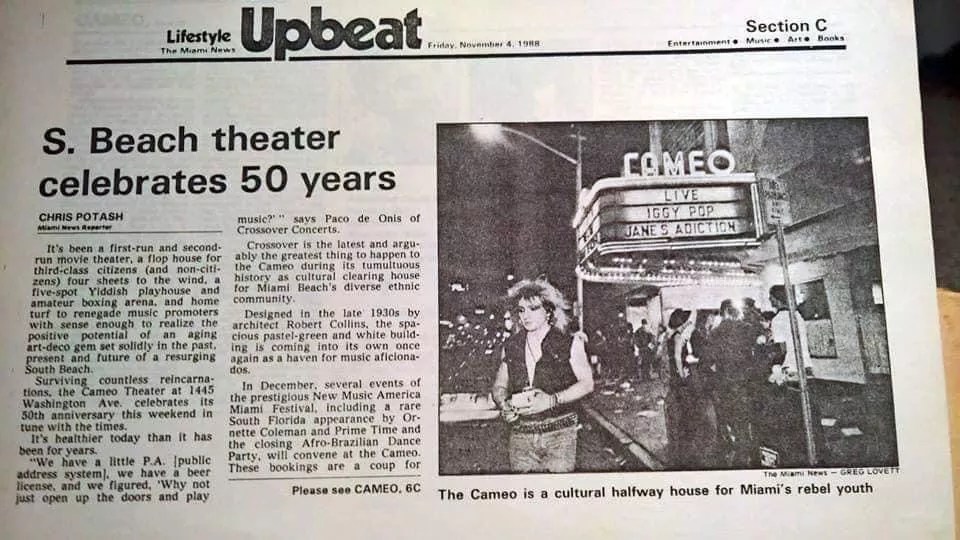 Lifestyle
The Miami News
Upbeat
Friday, November 4, 1988
Section C
Entertainment • Music • Art • Books
S. Beach theater
celebrates 50 years
CHRIS POTASH
Miami News Reporter
It's been a first-run and second-
run movie theater, a flop house for
third-class citizens (and non-citi-
zens) four sheets to the wind, a
five-spot Yiddish playhouse and
amateur boxing arena, and home
turf to renegade music promoters
with sense enough to realize the
positive potential of an aging
art-deco gem set solidly in the past,
present and future of a resurging
South Beach.
Surviving countless reincarna-
tions, the Cameo Theater at 1445
Washington Ave. celebrates its
50th anniversary this weekend in
tune with the times.
It's healthier today than it has
been for years.
"We have a little P.A. [public
address system], we have a beer
license, and we figured, 'Why not
just open up the doors and play
music?' " says Paco de Onis of
Crossover Concerts.
Crossover is the latest and argu-
ably the greatest thing to happen to
the Cameo during its tumultuous
history as cultural clearing house
for Miami Beach's diverse ethnic
community.
Designed in the late 1930s by
architect Robert Collins, the spa-
cious pastel-green and white build-
ing is coming into its own once
again as a haven for music aficiona-
dos.
In December, several events of
the prestigious New Music America
Miami Festival, including a rare
South Florida appearance by Or-
nette Coleman and Prime Time and
the closing Afro-Brazilian Dance
Party, will convene at the Cameo.
These bookings are a coup for
Please see CAMEO, 6C
CAMEO
LIVE
IGGY POP
JANE'S ADICTION
The Miami News — GREG LOVETT
The Cameo is a cultural halfway house for Miami's rebel youth